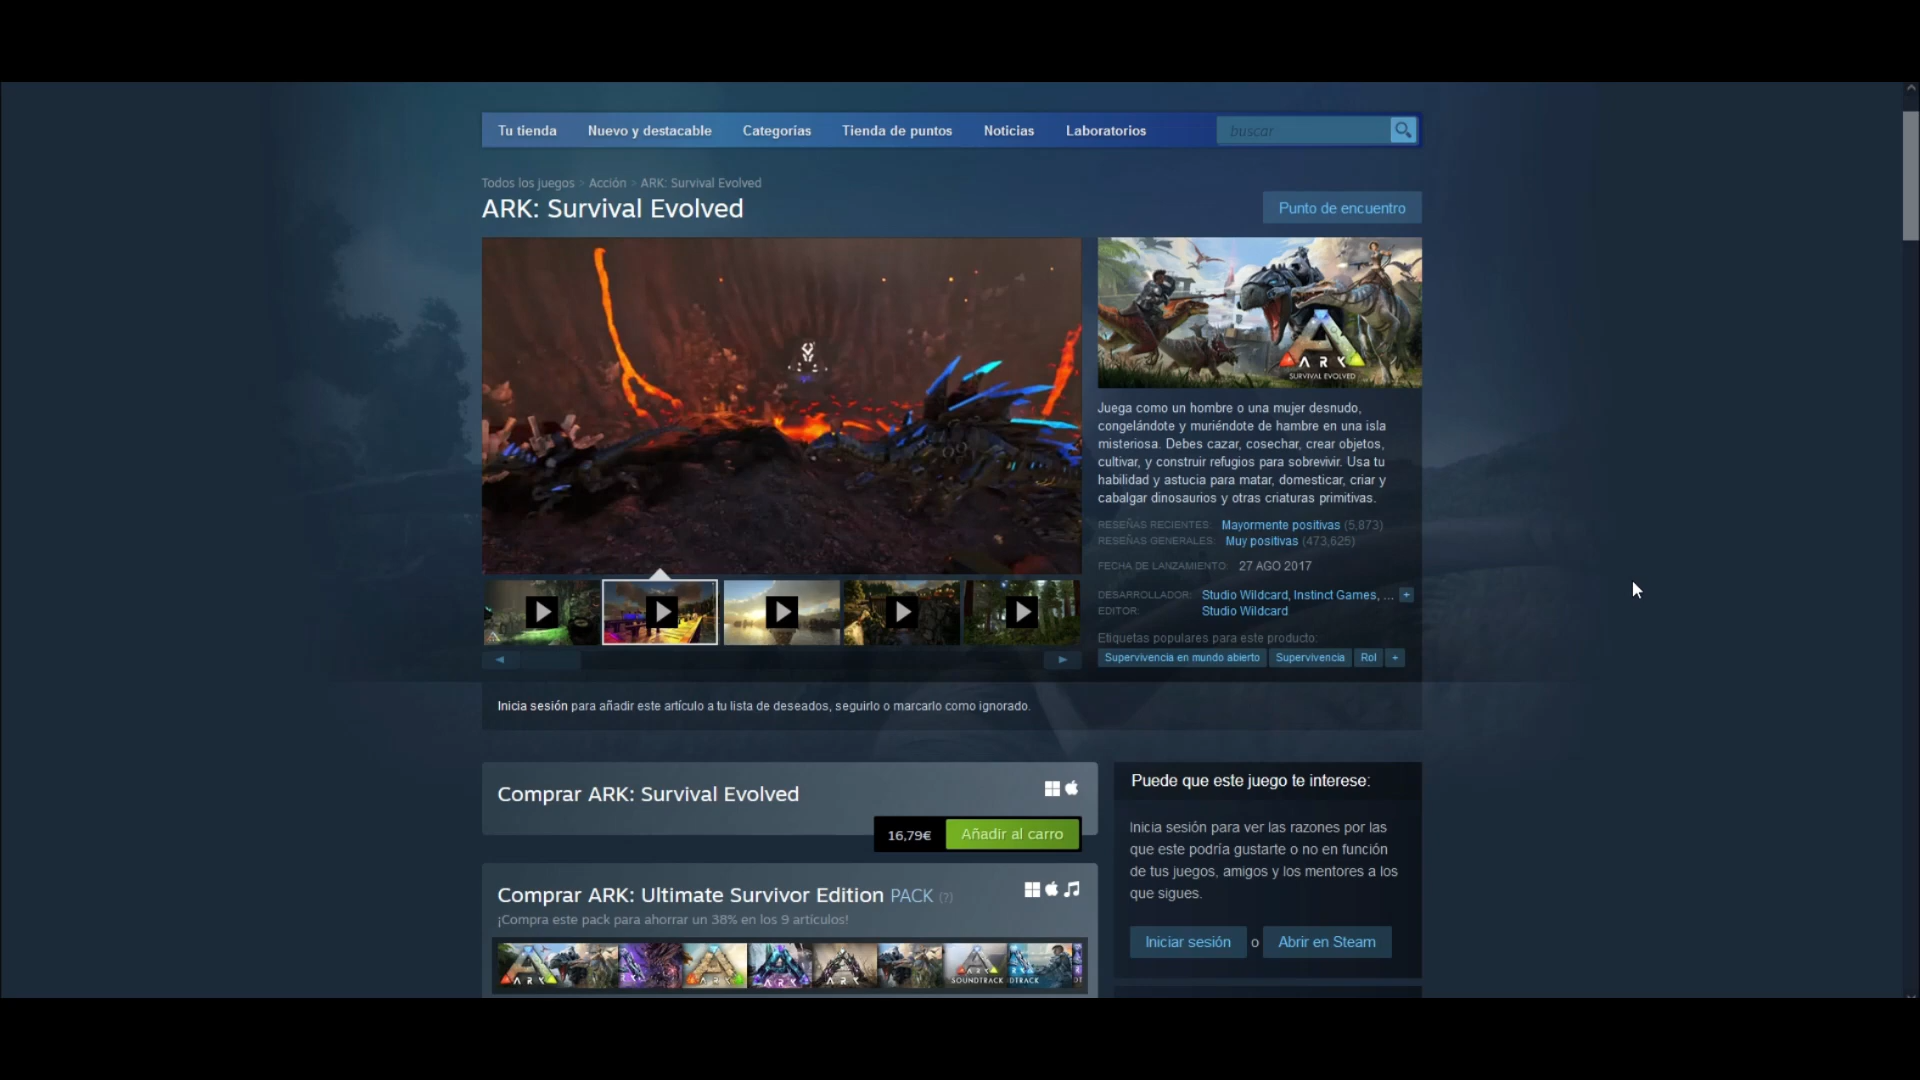 Tu tienda Nuevo y destacable Categorías Tienda de puntos Noticias Laboratorios buscar
Todos los juegos > Acción > ARK: Survival Evolved
ARK: Survival Evolved
Punto de encuentro
ARK
SURVIVAL EVOLVED
Juega como un hombre o una mujer desnudo,
congelándote y muriéndote de hambre en una isla
misteriosa. Debes cazar, cosechar, crear objetos,
cultivar, y construir refugios para sobrevivir. Usa tu
habilidad y astucia para matar, domesticar, criar y
cabalgar dinosaurios y otras criaturas primitivas.
RESEÑAS RECIENTES: Mayormente positivas (5,873)
RESEÑAS GENERALES: Muy positivas (473,625)
FECHA DE LANZAMIENTO: 27 AGO 2017
DESARROLLADOR: Studio Wildcard, Instinct Games, ... +
EDITOR: Studio Wildcard
Etiquetas populares para este producto:
Supervivencia en mundo abierto Supervivencia Rol +
Inicia sesión para añadir este artículo a tu lista de deseados, seguirlo o marcarlo como ignorado.
Comprar ARK: Survival Evolved
16,79€ Añadir al carro
Comprar ARK: Ultimate Survivor Edition PACK (?)
¡Compra este pack para ahorrar un 38% en los 9 artículos!
ARK ARK ARK ARK ARK
SOUNDTRACK DTRACK
Puede que este juego te interese:
Inicia sesión para ver las razones por las
que este podría gustarte o no en función
de tus juegos, amigos y los mentores a los
que sigues.
Iniciar sesión o Abrir en Steam